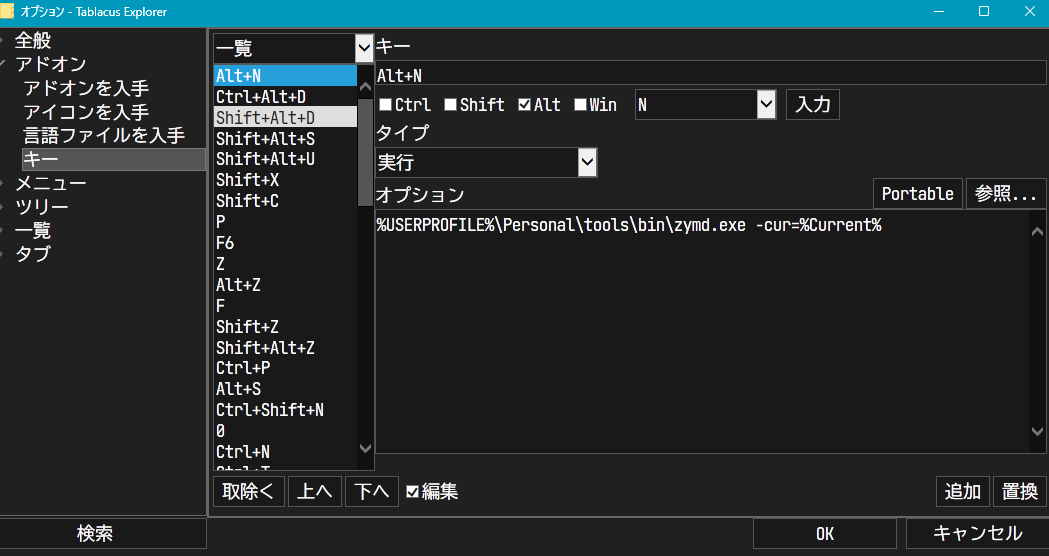 オプション - Tablacus Explorer
全般
アドオン
アドオンを入手
アイコンを入手
言語ファイルを入手
キー
メニュー
ツリー
一覧
タブ
検索
一覧
Alt+N
Ctrl+Alt+D
Shift+Alt+D
Shift+Alt+S
Shift+Alt+U
Shift+X
Shift+C
P
F6
Z
Alt+Z
F
Shift+Z
Shift+Alt+Z
Ctrl+P
Alt+S
Ctrl+Shift+N
0
Ctrl+N
キー
Alt+N
Ctrl Shift Alt Win N 入力
タイプ
実行
オプション Portable 参照...
%USERPROFILE%\Personal\tools\bin\zymd.exe -cur=%Current%
取除く 上へ 下へ 編集 追加 置換
OK キャンセル